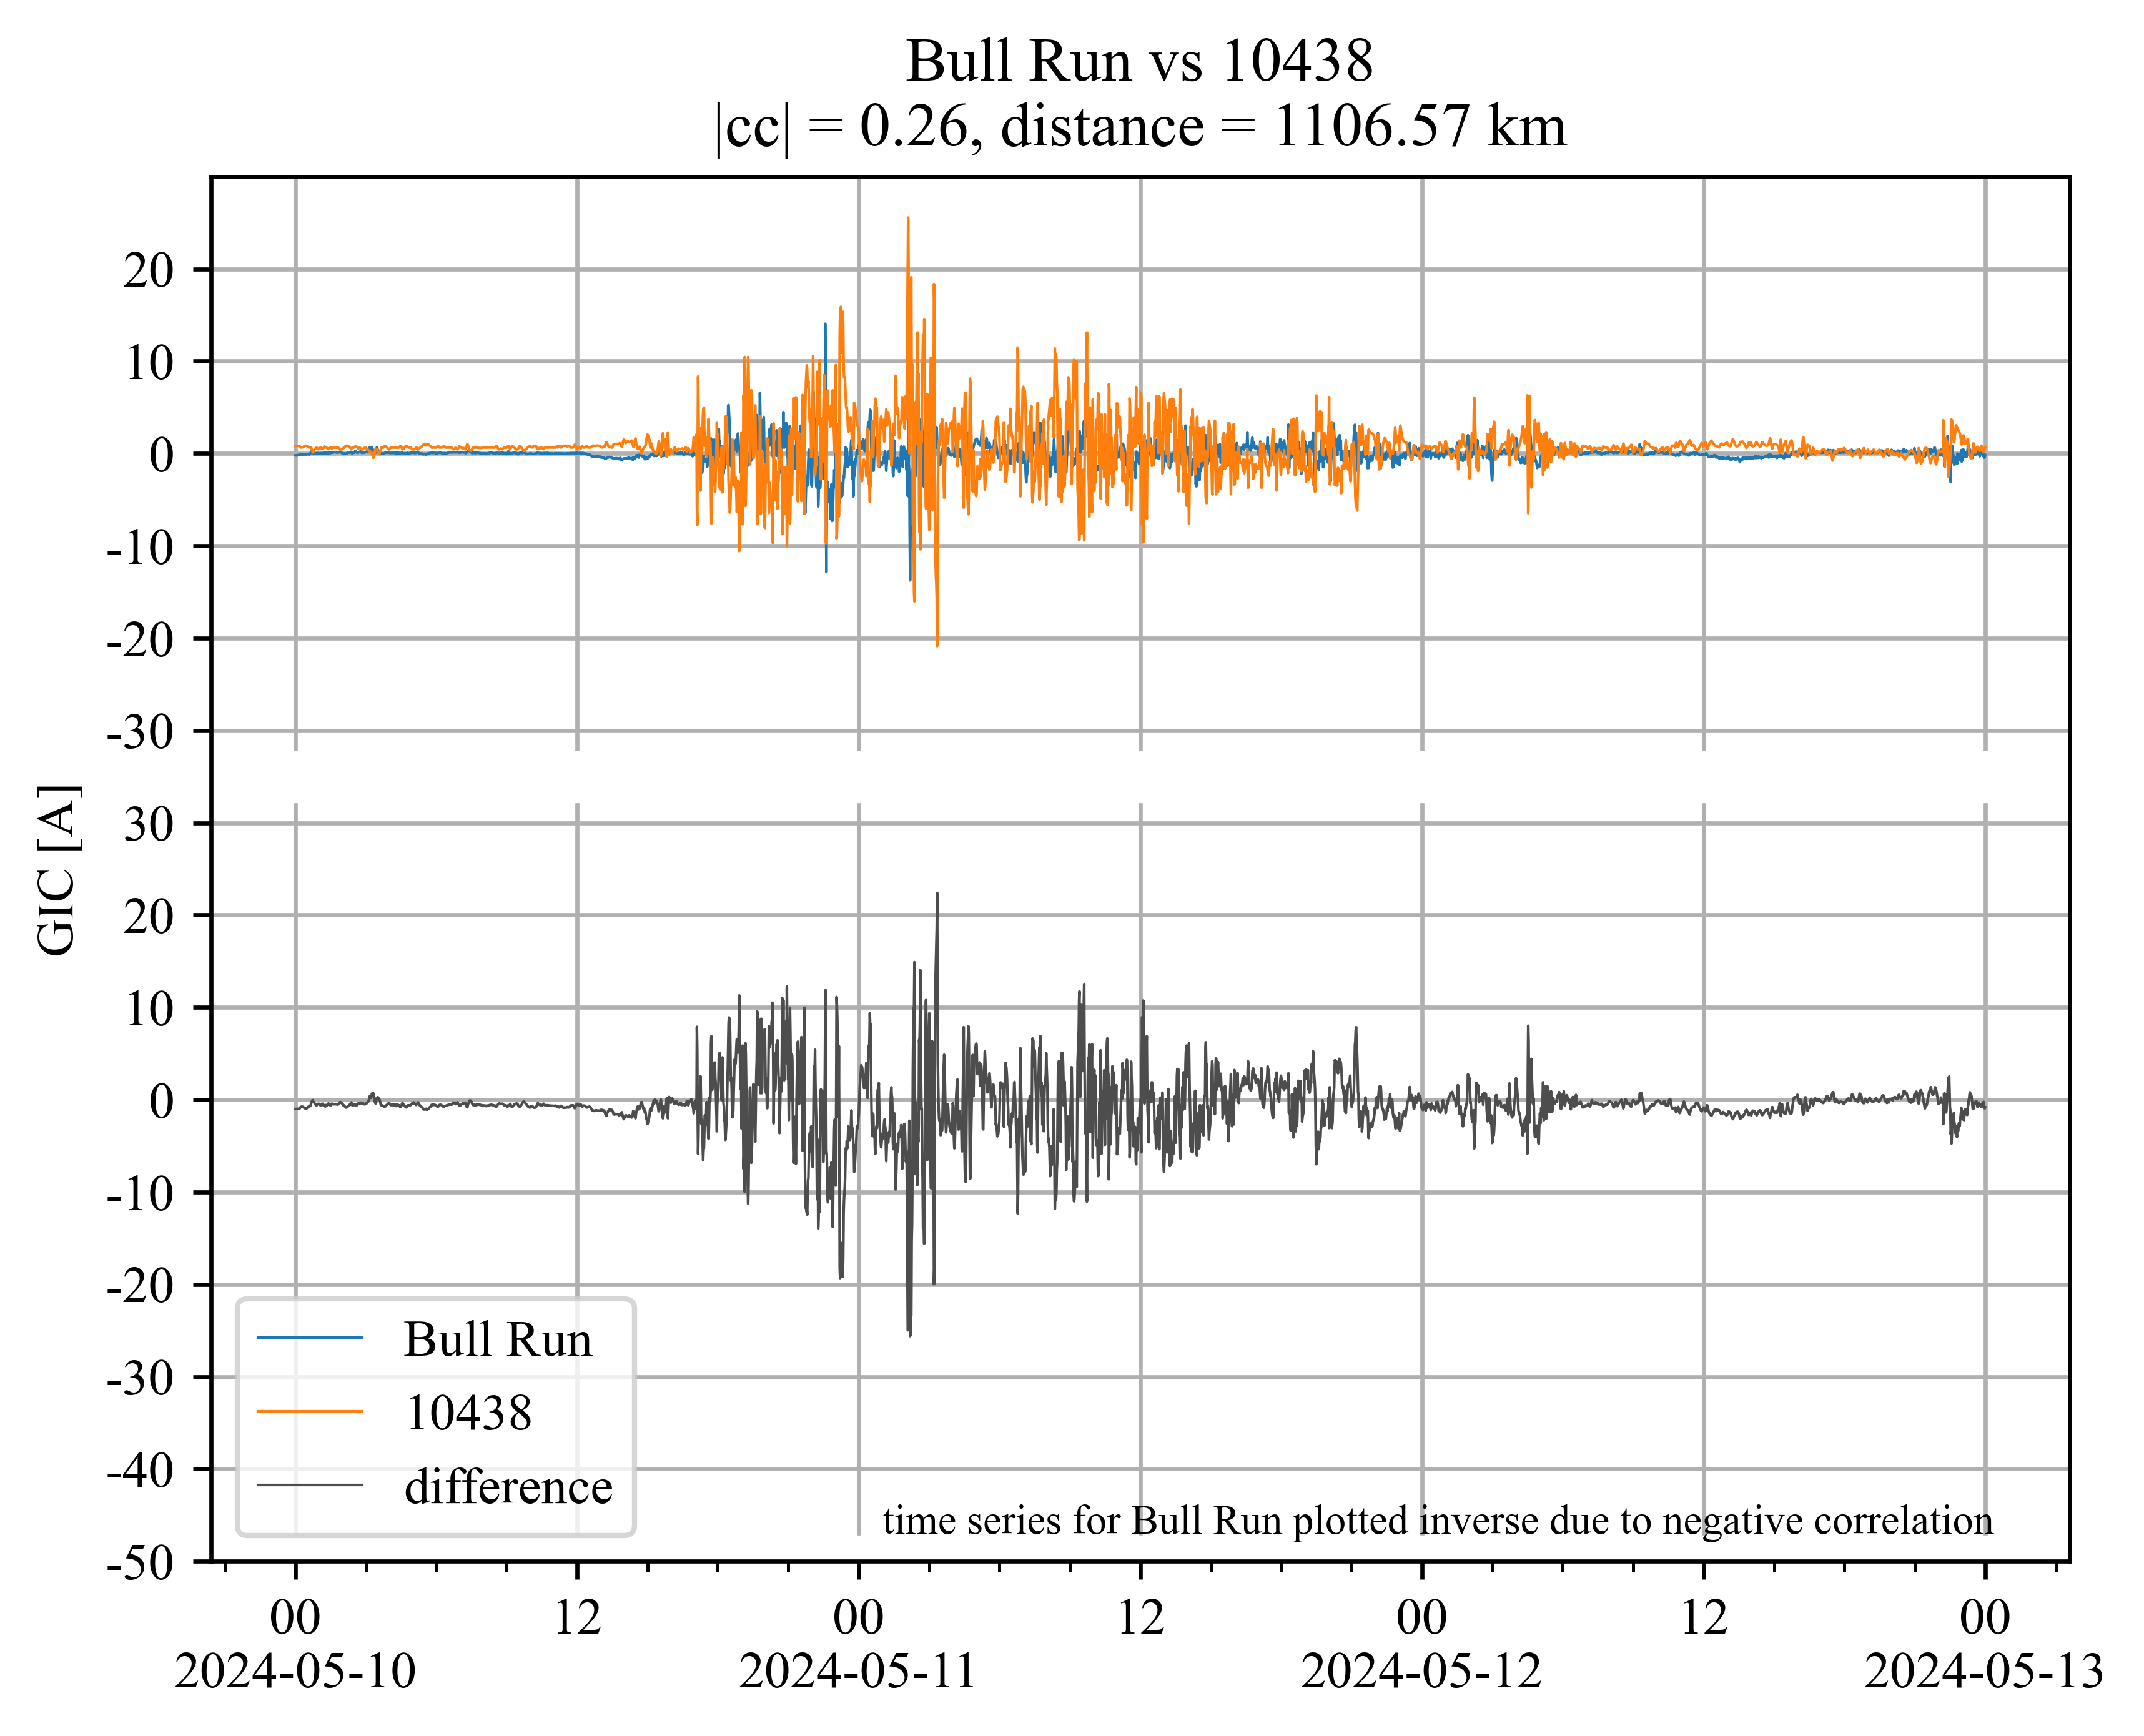 Bull Run vs 10438
|cc| = 0.26, distance = 1106.57 km
20
10
0
-10
-20
-30
30
20
10
0
-10
-20
-30
-40
-50
GIC [A]
Bull Run
10438
difference
time series for Bull Run plotted inverse due to negative correlation
00 12 00 12 00 12 00
2024-05-10 2024-05-11 2024-05-12 2024-05-13